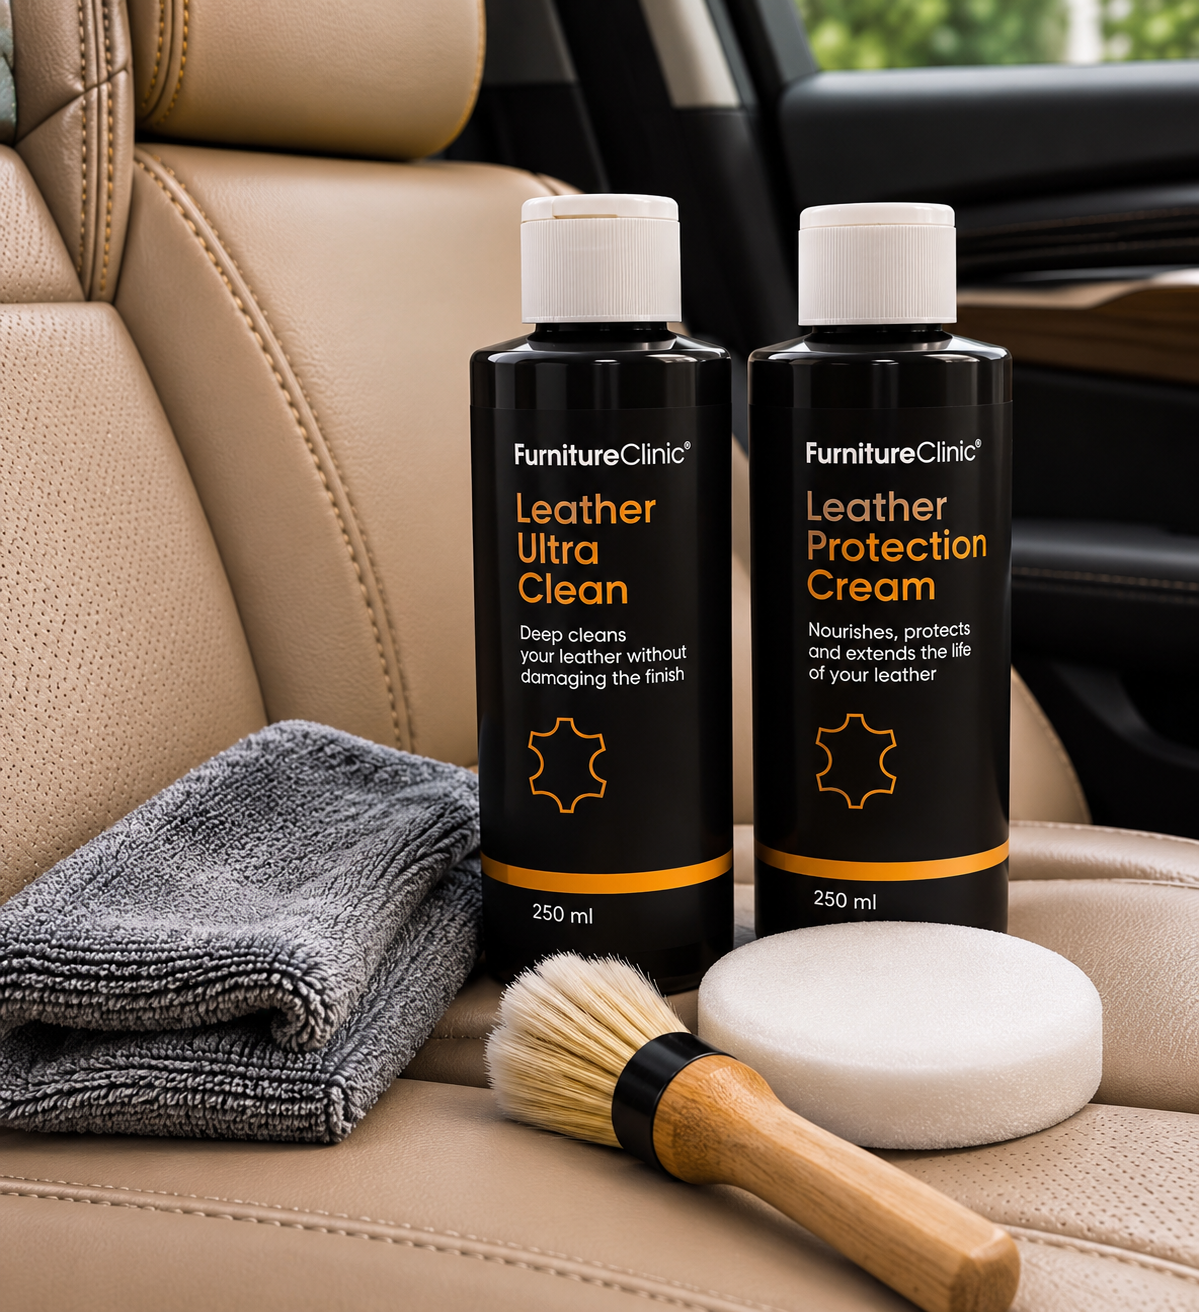 FurnitureClinic®
Leather
Ultra
Clean
Deep cleans
your leather without
damaging the finish
250 ml
FurnitureClinic®
Leather
Protection
Cream
Nourishes, protects
and extends the life
of your leather
250 ml